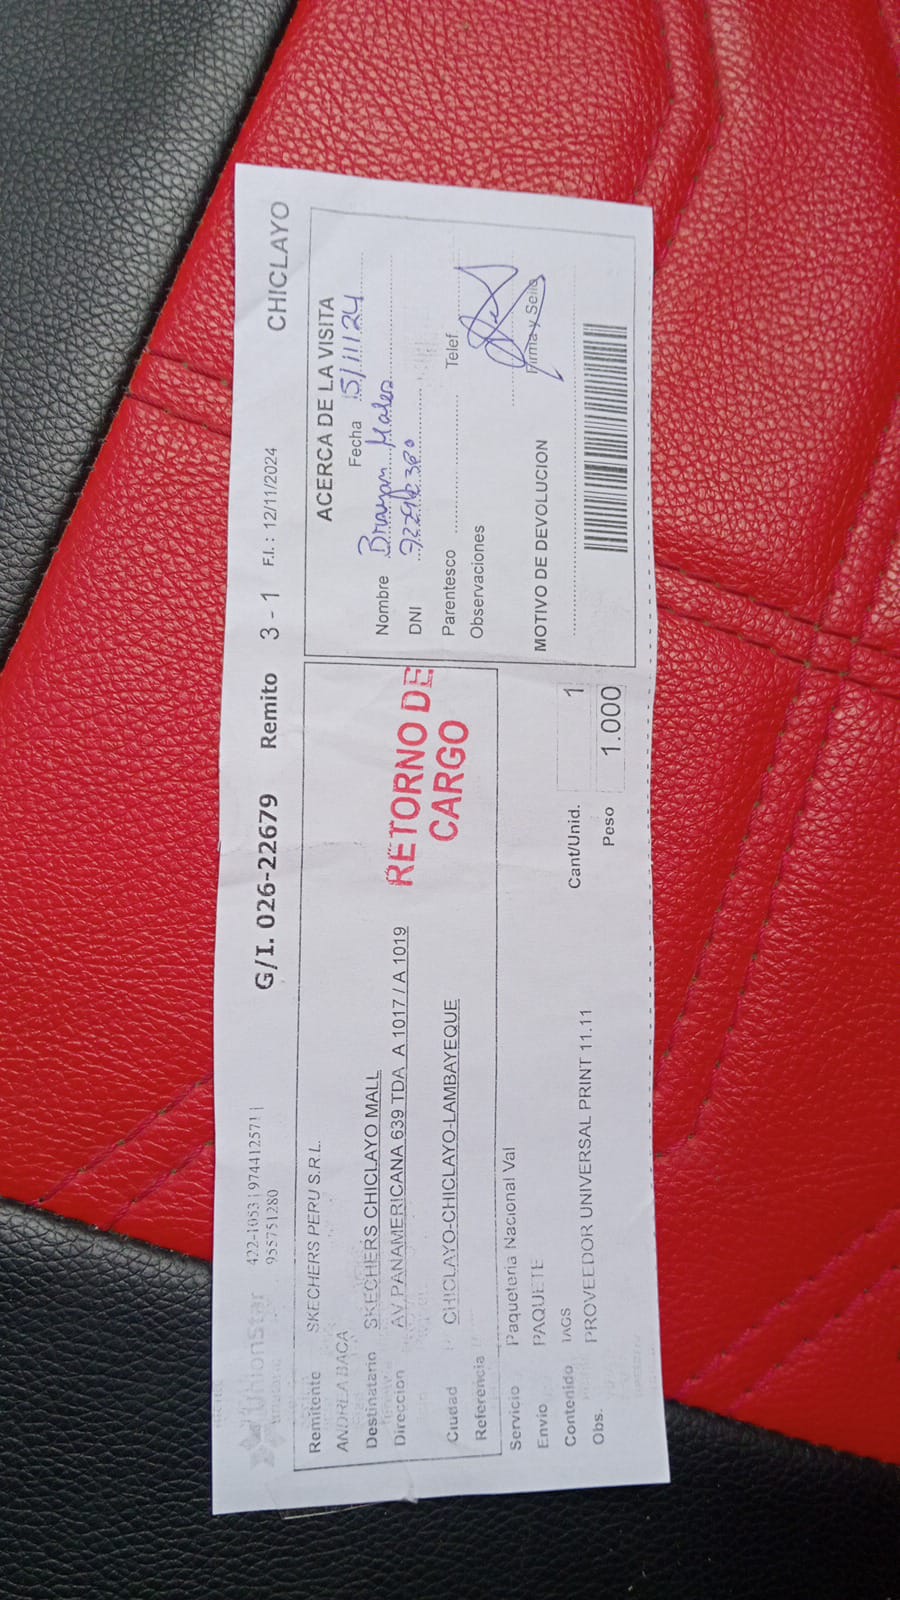 UnionStar 422-1053 | 974412571 |
955751280
G/I. 026-22679 Remito 3 - 1 F.I. : 12/11/2024 CHICLAYO
Remitente SKECHERS PERU S.R.L.
ANDREA BACA
Destinatario SKECHERS CHICLAYO MALL
Direccion AV PANAMERICANA 639 TDA A 1017 / A 1019
Ciudad CHICLAYO-CHICLAYO-LAMBAYEQUE
Referencia
RETORNO DE
CARGO
Servicio Paqueteria Nacional Val
Envio PAQUETE
Contenido TAGS
Obs. PROVEEDOR UNIVERSAL PRINT 11.11
Cant/Unid. 1
Peso 1.000
ACERCA DE LA VISITA
Fecha 15/11/24
Nombre Brayan
DNI
Parentesco Telef
Observaciones
Firma y Sello
MOTIVO DE DEVOLUCION